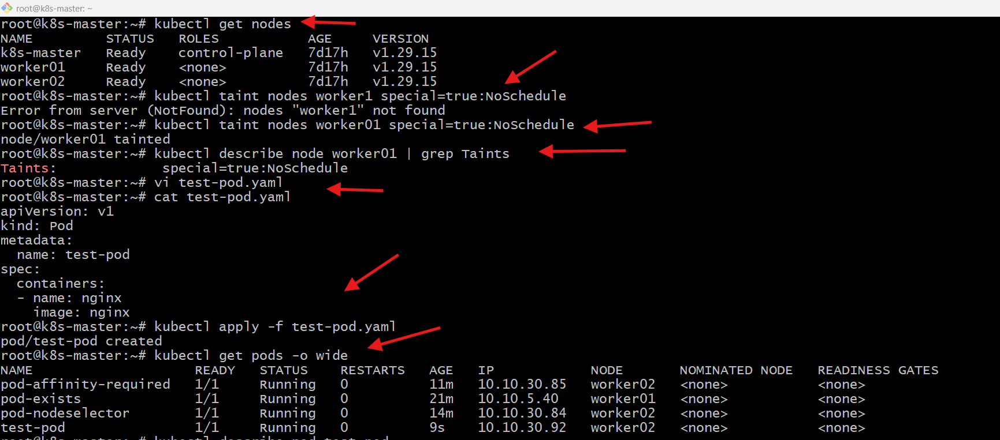 root@k8s-master: ~
root@k8s-master:~# kubectl get nodes
NAME STATUS ROLES AGE VERSION
k8s-master Ready control-plane 7d17h v1.29.15
worker01 Ready <none> 7d17h v1.29.15
worker02 Ready <none> 7d17h v1.29.15
root@k8s-master:~# kubectl taint nodes worker1 special=true:NoSchedule
Error from server (NotFound): nodes "worker1" not found
root@k8s-master:~# kubectl taint nodes worker01 special=true:NoSchedule
node/worker01 tainted
root@k8s-master:~# kubectl describe node worker01 | grep Taints
Taints: special=true:NoSchedule
root@k8s-master:~# vi test-pod.yaml
root@k8s-master:~# cat test-pod.yaml
apiVersion: v1
kind: Pod
metadata:
  name: test-pod
spec:
  containers:
  - name: nginx
    image: nginx
root@k8s-master:~# kubectl apply -f test-pod.yaml
pod/test-pod created
root@k8s-master:~# kubectl get pods -o wide
NAME READY STATUS RESTARTS AGE IP NODE NOMINATED NODE READINESS GATES
pod-affinity-required 1/1 Running 0 11m 10.10.30.85 worker02 <none> <none>
pod-exists 1/1 Running 0 21m 10.10.5.40 worker01 <none> <none>
pod-nodeselector 1/1 Running 0 14m 10.10.30.84 worker02 <none> <none>
test-pod 1/1 Running 0 9s 10.10.30.92 worker02 <none> <none>
root@k8s-master:~# kubectl describe pod test-pod